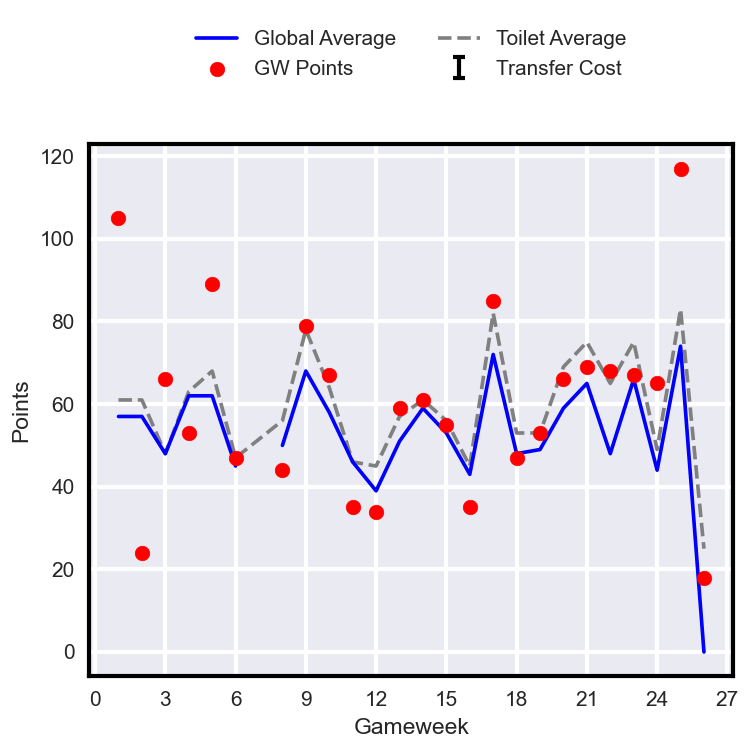 Global Average
Toilet Average
GW Points
Transfer Cost
120
100
80
60
40
20
0
Points
0 3 6 9 12 15 18 21 24 27
Gameweek